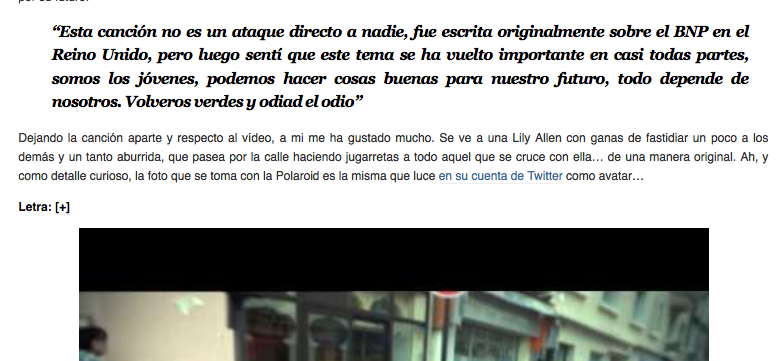 “Esta canción no es un ataque directo a nadie, fue escrita originalmente sobre el BNP en el
Reino Unido, pero luego sentí que este tema se ha vuelto importante en casi todas partes,
somos los jóvenes, podemos hacer cosas buenas para nuestro futuro, todo depende de
nosotros. Volveros verdes y odiad el odio”
Dejando la canción aparte y respecto al vídeo, a mi me ha gustado mucho. Se ve a una Lily Allen con ganas de fastidiar un poco a los
demás y un tanto aburrida, que pasea por la calle haciendo jugarretas a todo aquel que se cruce con ella… de una manera original. Ah, y
como detalle curioso, la foto que se toma con la Polaroid es la misma que luce en su cuenta de Twitter como avatar…
Letra: [+]